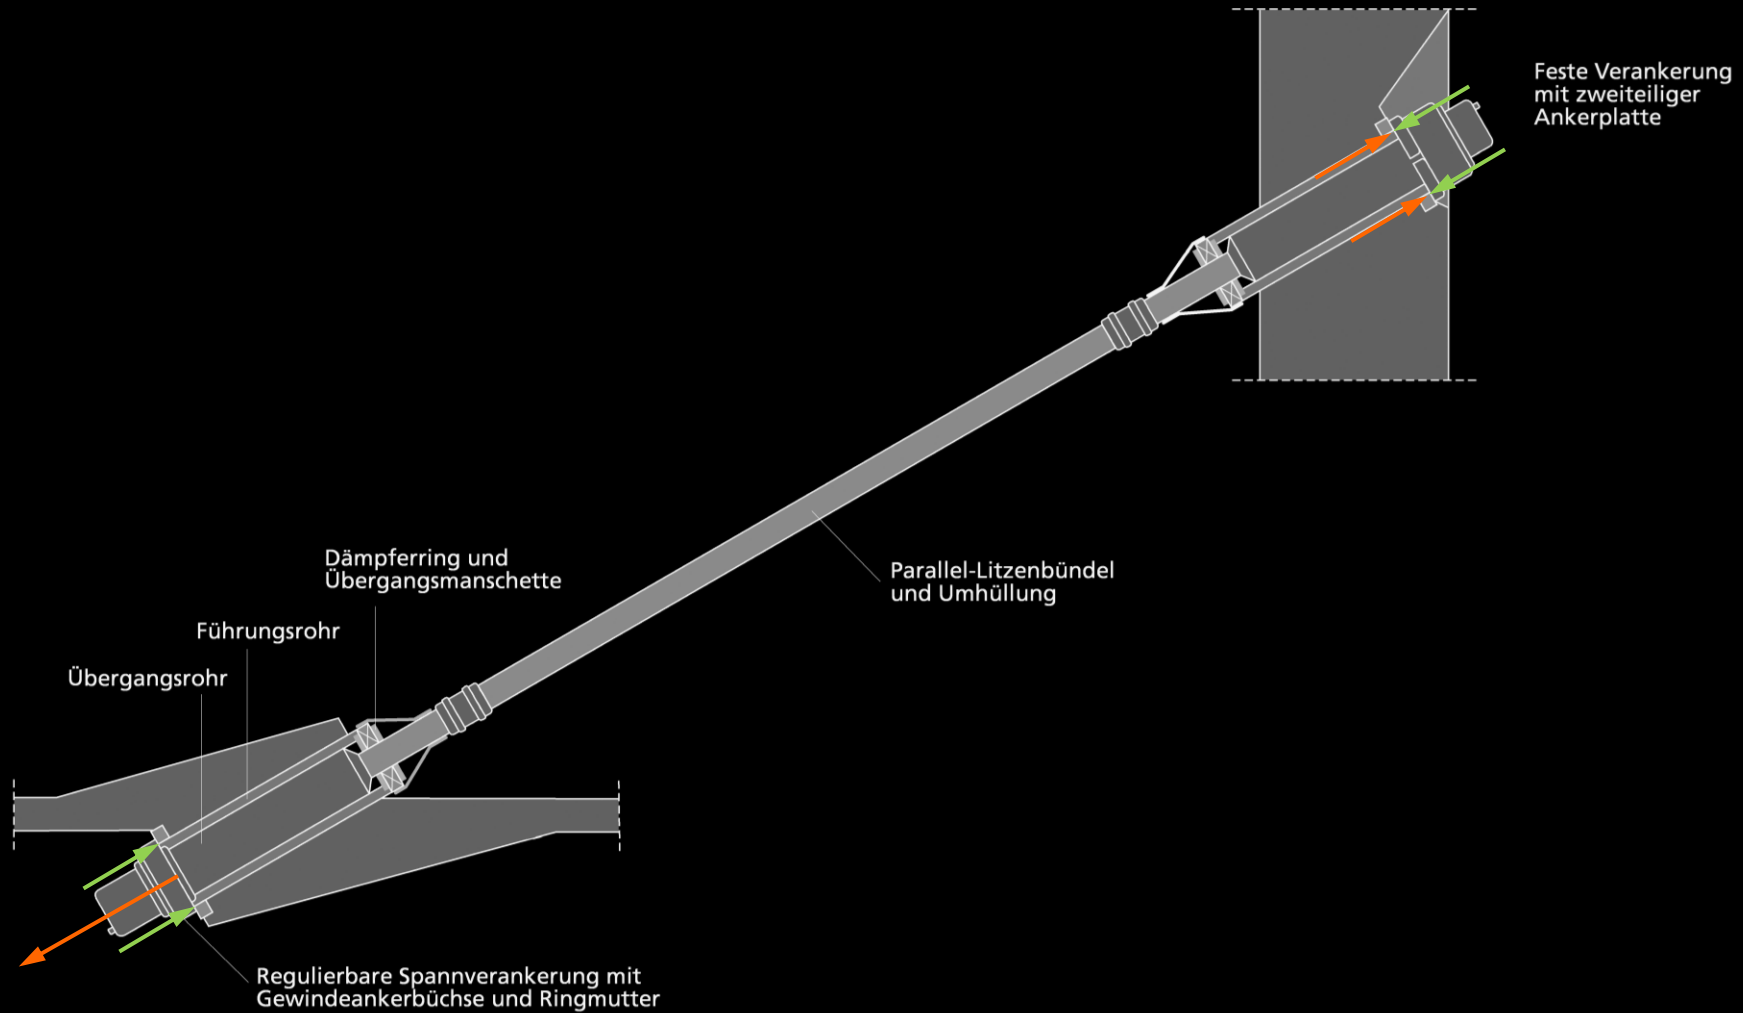 Feste Verankerung
mit zweiteiliger
Ankerplatte
Dämpferring und
Übergangsmanschette
Parallel-Litzenbündel
und Umhüllung
Führungsrohr
Übergangsrohr
Regulierbare Spannverankerung mit
Gewindeankerbüchse und Ringmutter